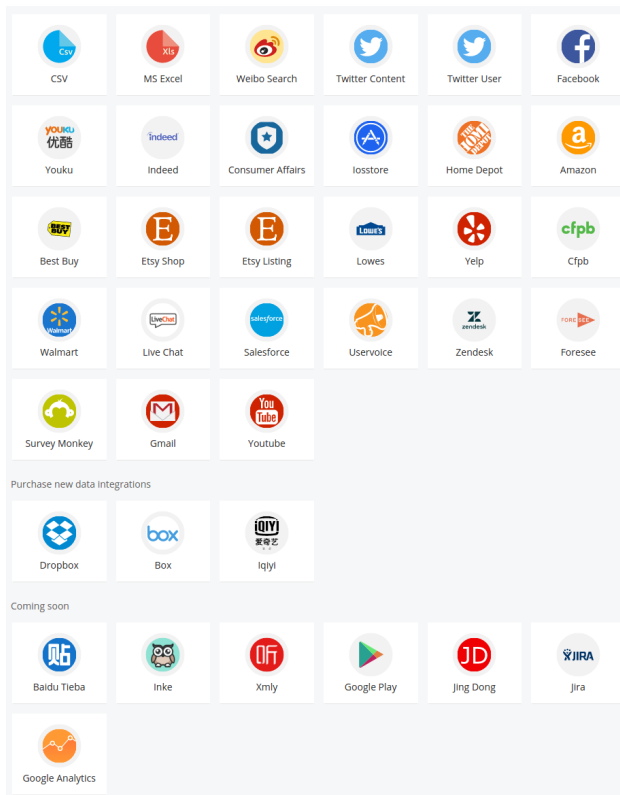 Csv
CSV
Xls
MS Excel
Weibo Search
Twitter Content
Twitter User
Facebook
YOUKU
优酷
Youku
indeed
Indeed
Consumer Affairs
Iosstore
THE HOME DEPOT
Home Depot
a
Amazon
BEST BUY
Best Buy
E
Etsy Shop
E
Etsy Listing
LOWE'S
Lowes
Yelp
cfpb
Cfpb
Walmart
Walmart
LiveChat
Live Chat
salesforce
Salesforce
Uservoice
zendesk
Zendesk
FORESEE
Foresee
Survey Monkey
Gmail
You
Tube
Youtube
Purchase new data integrations
Dropbox
box
Box
iQIYI
爱奇艺
Iqiyi
Coming soon
贴
Baidu Tieba
Inke
听
Xmly
Google Play
JD
Jing Dong
JIRA
Jira
Google Analytics